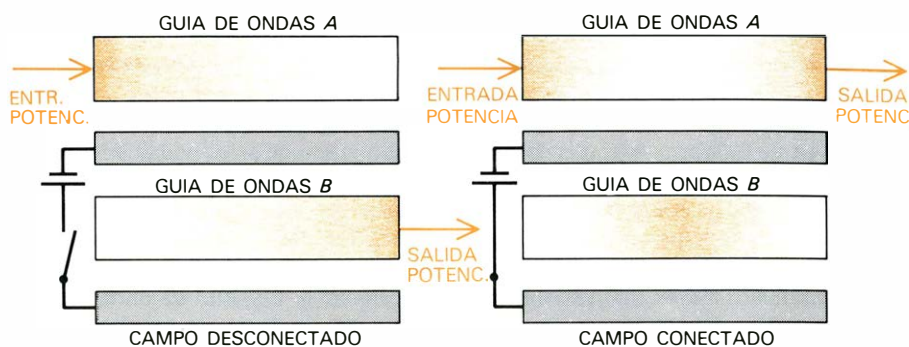 GUIA DE ONDAS A
ENTR.
POTENC.
GUIA DE ONDAS B
SALIDA
POTENC.
CAMPO DESCONECTADO
GUIA DE ONDAS A
ENTRADA
POTENCIA
SALIDA
POTENC
GUIA DE ONDAS B
CAMPO CONECTADO